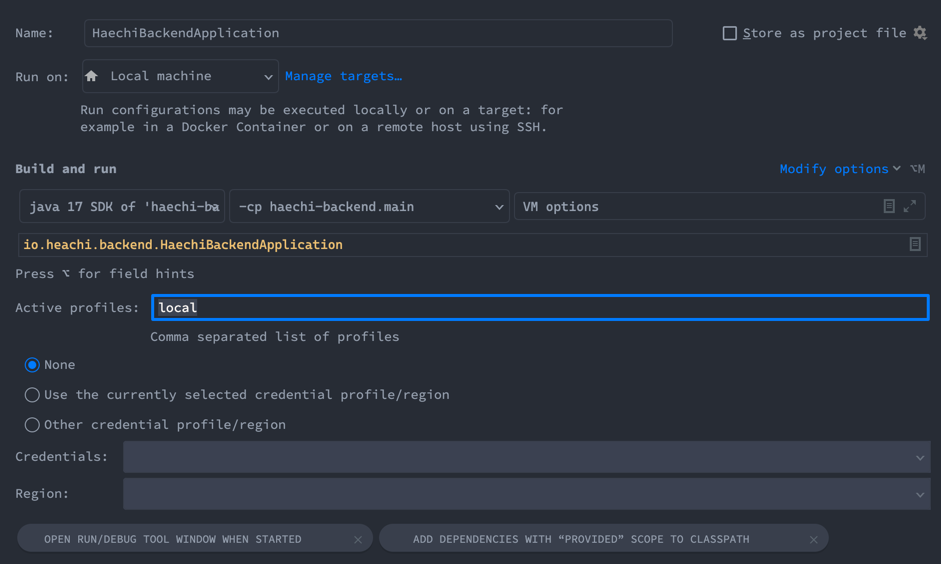 Name: HaechiBackendApplication Store as project file
Run on: Local machine Manage targets…
Run configurations may be executed locally or on a target: for
example in a Docker Container or on a remote host using SSH.
Build and run Modify options ⌥M
java 17 SDK of 'haechi-ba -cp haechi-backend.main VM options
io.heachi.backend.HaechiBackendApplication
Press ⌥ for field hints
Active profiles: local
Comma separated list of profiles
None
Use the currently selected credential profile/region
Other credential profile/region
Credentials:
Region:
OPEN RUN/DEBUG TOOL WINDOW WHEN STARTED ADD DEPENDENCIES WITH “PROVIDED” SCOPE TO CLASSPATH